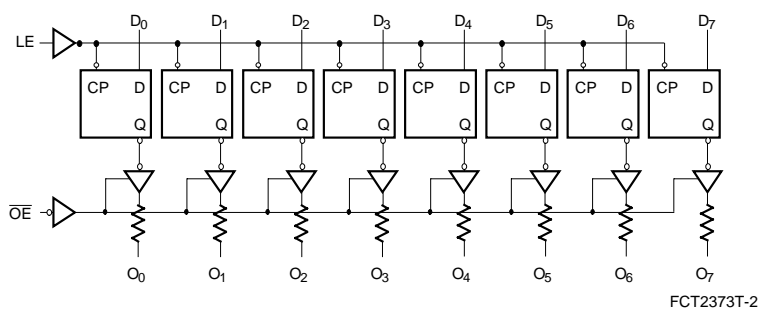 D0 D1 D2 D3 D4 D5 D6 D7
LE
CP D CP D CP D CP D CP D CP D CP D CP D
Q Q Q Q Q Q Q Q
OE
O0 O1 O2 O3 O4 O5 O6 O7
FCT2373T-2